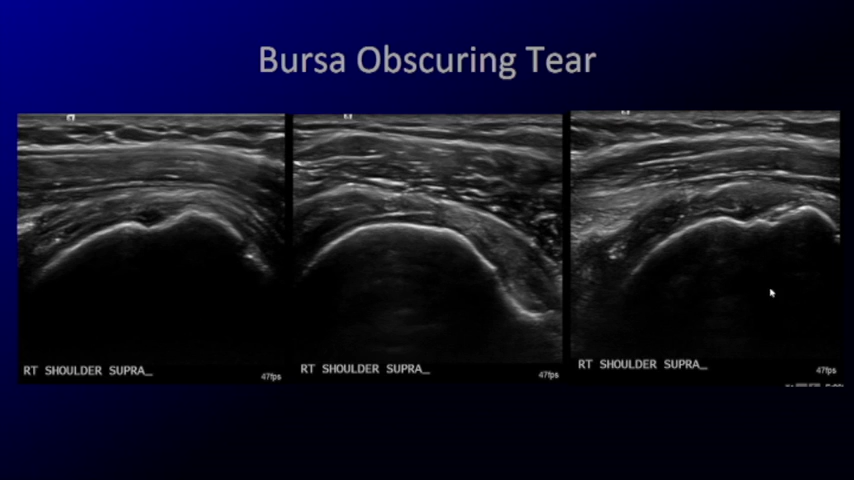 Bursa Obscuring Tear
RT SHOULDER SUPRA_
47fps
RT SHOULDER SUPRA_
47fps
RT SHOULDER SUPRA_
47fps